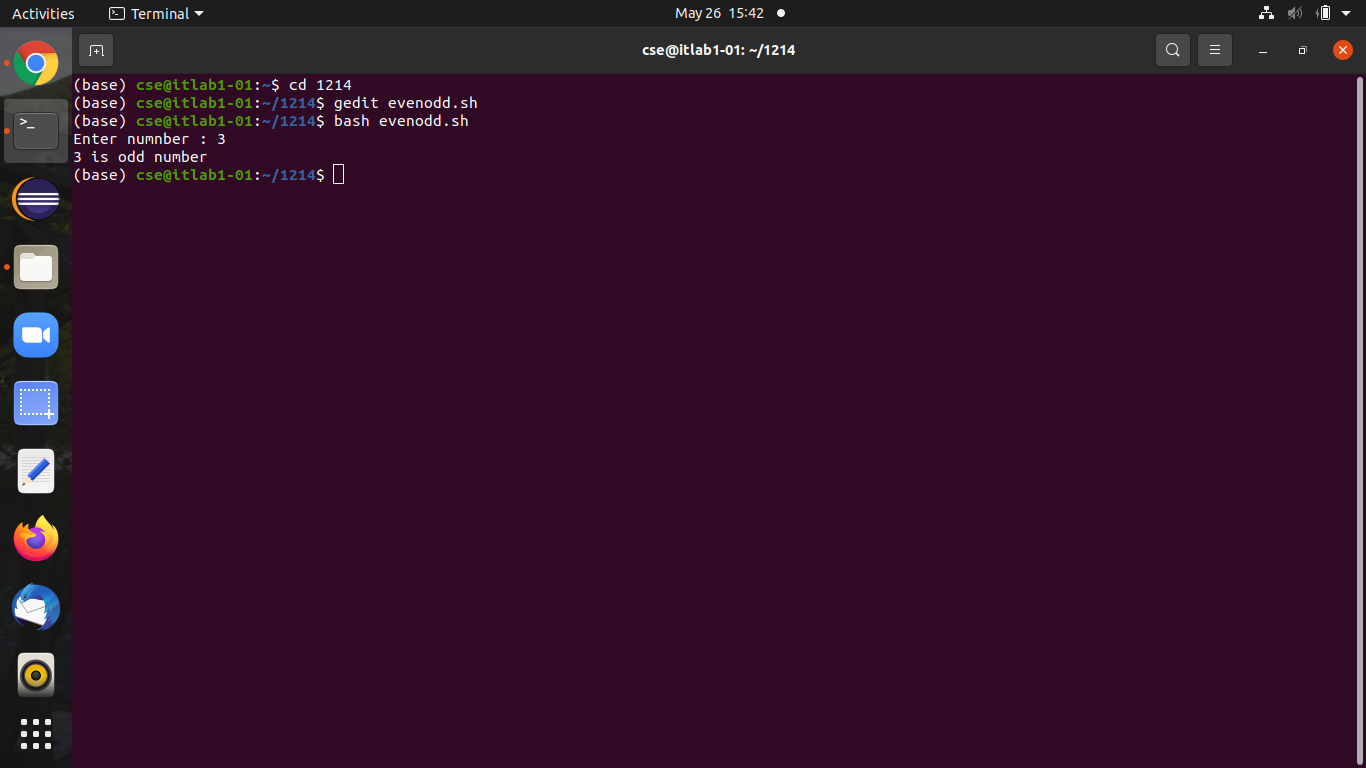 Activities
Terminal
May 26 15:42
cse@itlab1-01: ~/1214
(base) cse@itlab1-01:~$ cd 1214
(base) cse@itlab1-01:~/1214$ gedit evenodd.sh
(base) cse@itlab1-01:~/1214$ bash evenodd.sh
Enter numnber : 3
3 is odd number
(base) cse@itlab1-01:~/1214$